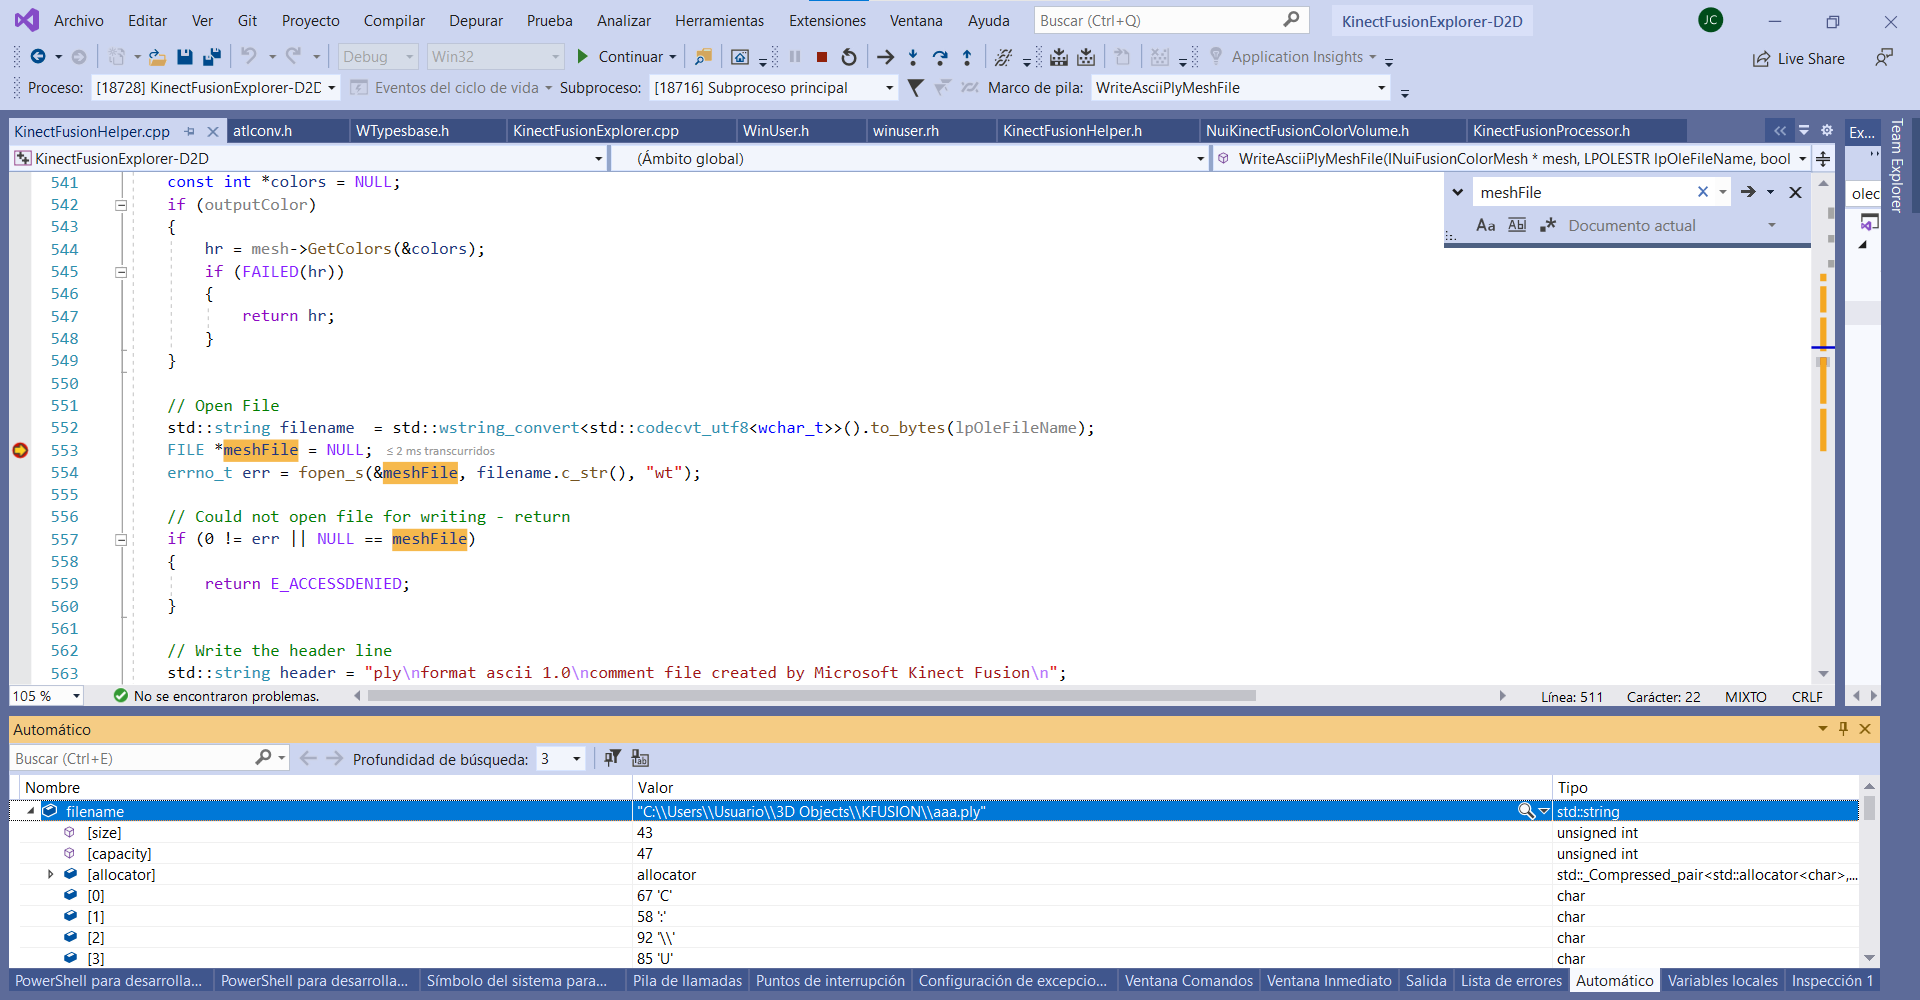 Archivo Editar Ver Git Proyecto Compilar Depurar Prueba Analizar Herramientas Extensiones Ventana Ayuda Buscar (Ctrl+Q) KinectFusionExplorer-D2D JC
Debug Win32 Continuar Application Insights Live Share
Proceso: [18728] KinectFusionExplorer-D2D Eventos del ciclo de vida Subproceso: [18716] Subproceso principal Marco de pila: WriteAsciiPlyMeshFile
KinectFusionHelper.cpp atlconv.h WTypesbase.h KinectFusionExplorer.cpp WinUser.h winuser.rh KinectFusionHelper.h NuiKinectFusionColorVolume.h KinectFusionProcessor.h Ex... Team Explorer
KinectFusionExplorer-D2D (Ámbito global) WriteAsciiPlyMeshFile(INuiFusionColorMesh * mesh, LPOLESTR lpOleFileName, bool
meshFile
Aa Ab Documento actual
541 const int *colors = NULL;
542 if (outputColor)
543 {
544 hr = mesh->GetColors(&colors);
545 if (FAILED(hr))
546 {
547 return hr;
548 }
549 }
550
551 // Open File
552 std::string filename  = std::wstring_convert<std::codecvt_utf8<wchar_t>>().to_bytes(lpOleFileName);
553 FILE *meshFile = NULL; ≤ 2 ms transcurridos
554 errno_t err = fopen_s(&meshFile, filename.c_str(), "wt");
555
556 // Could not open file for writing - return
557 if (0 != err || NULL == meshFile)
558 {
559 return E_ACCESSDENIED;
560 }
561
562 // Write the header line
563 std::string header = "ply\nformat ascii 1.0\ncomment file created by Microsoft Kinect Fusion\n";
105 % No se encontraron problemas. Línea: 511 Carácter: 22 MIXTO CRLF
Automático
Buscar (Ctrl+E) Profundidad de búsqueda: 3
Nombre Valor Tipo
filename "C:\\Users\\Usuario\\3D Objects\\KFUSION\\aaa.ply" std::string
[size] 43 unsigned int
[capacity] 47 unsigned int
[allocator] allocator std::_Compressed_pair<std::allocator<char>,...
[0] 67 'C' char
[1] 58 ':' char
[2] 92 '\\' char
[3] 85 'U' char
PowerShell para desarrolla... PowerShell para desarrolla... Símbolo del sistema para... Pila de llamadas Puntos de interrupción Configuración de excepcio... Ventana Comandos Ventana Inmediato Salida Lista de errores Automático Variables locales Inspección 1